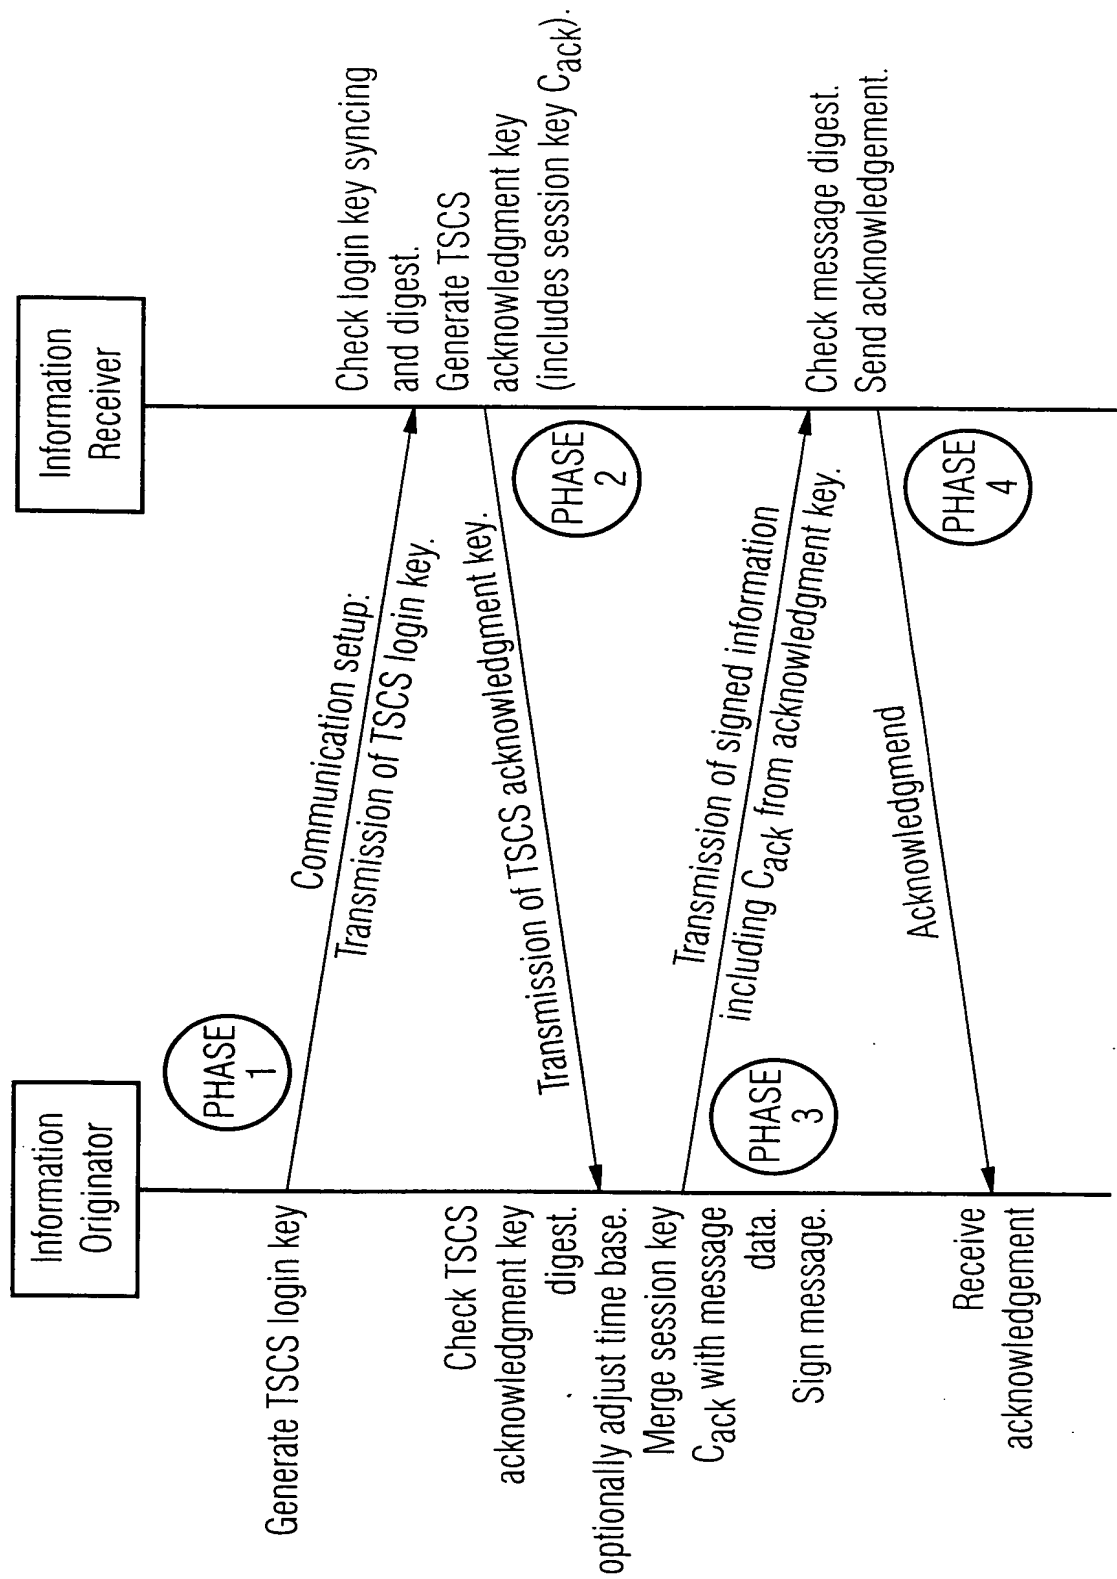 Information
Originator
Information
Receiver
PHASE
1
Generate TSCS login key
Communication setup:
Transmission of TSCS login key.
Check login key syncing
and digest.
Generate TSCS
acknowledgment key
(includes session key Cack).
PHASE
2
Transmission of TSCS acknowledgment key.
Check TSCS
acknowledgment key
digest.
optionally adjust time base.
Merge session key
Cack with message
data.
Sign message.
PHASE
3
Transmission of signed information
including Cack from acknowledgment key.
Check message digest.
Send acknowledgement.
PHASE
4
Acknowledgmend
Receive
acknowledgement